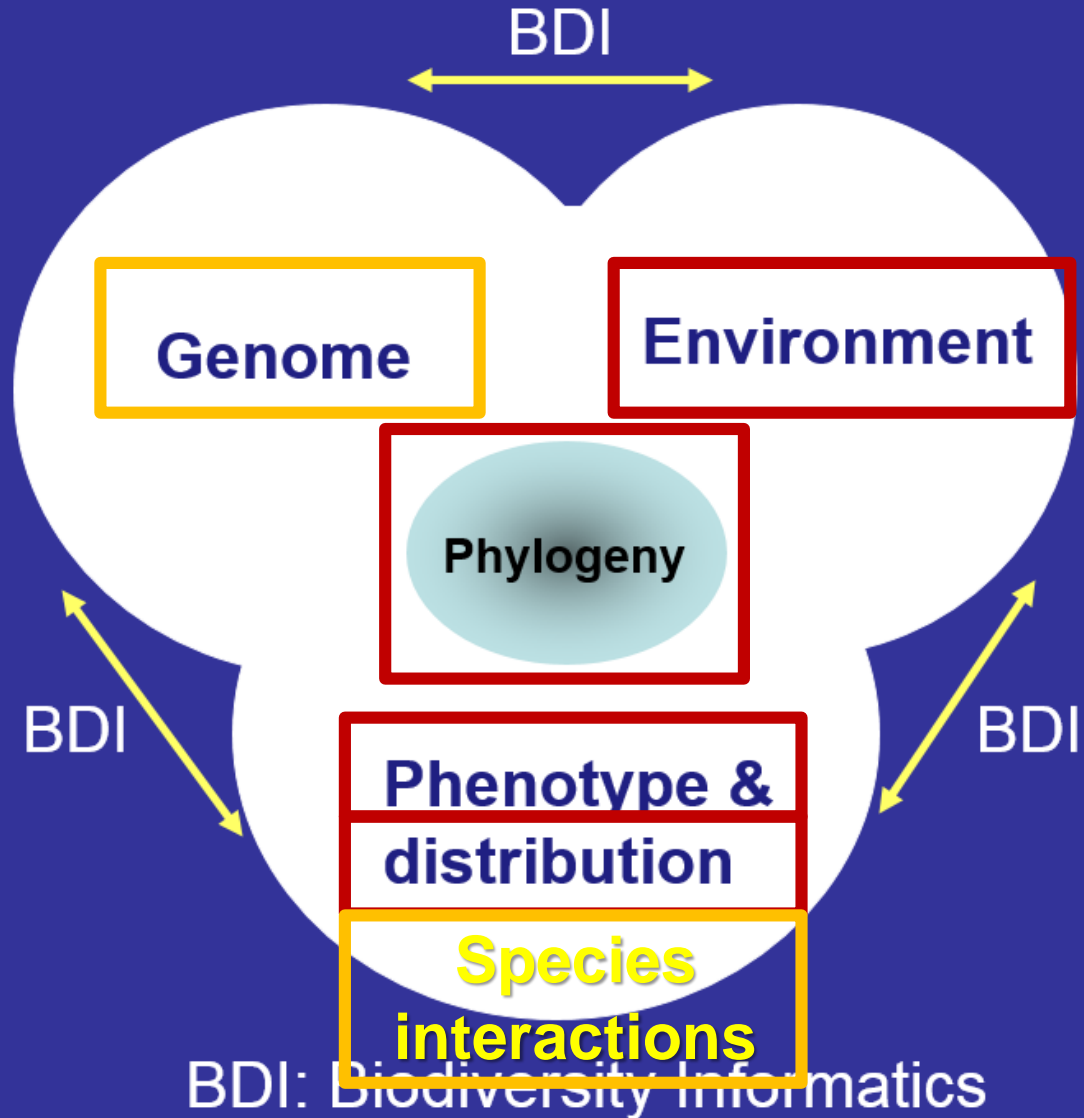 BDI
Genome
Environment
Phylogeny
BDI
BDI
Phenotype &
distribution
Species
interactions
BDI: Biodiversity Informatics